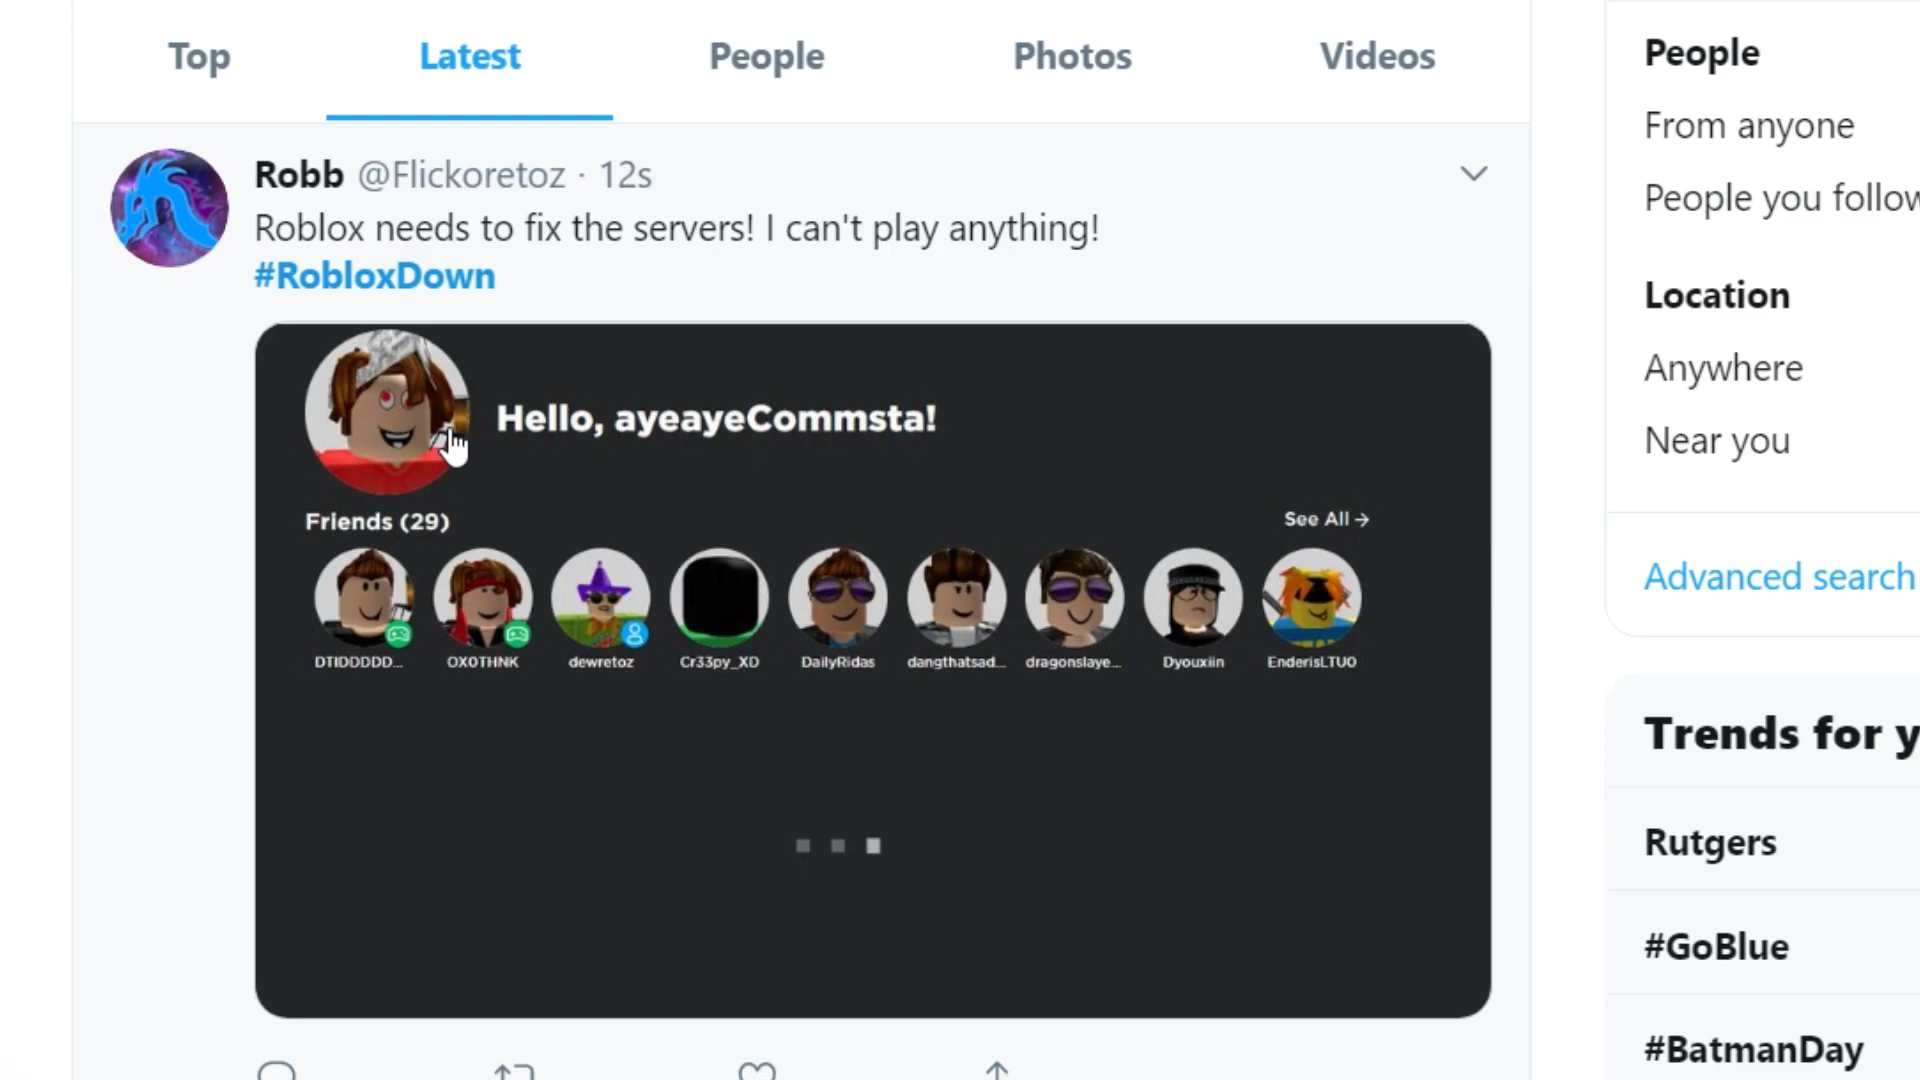 Top Latest People Photos Videos
Robb @Flickoretoz · 12s
Roblox needs to fix the servers! I can't play anything!
#RobloxDown
Hello, ayeayeCommsta!
Friends (29) See All →
DTIDDDDD... OX0THNK dewretoz Cr33py_XD DailyRidas dangthatsad... dragonslaye... Dyouxiin EnderisLTU0
People
From anyone
People you follow
Location
Anywhere
Near you
Advanced search
Trends for y
Rutgers
#GoBlue
#BatmanDay